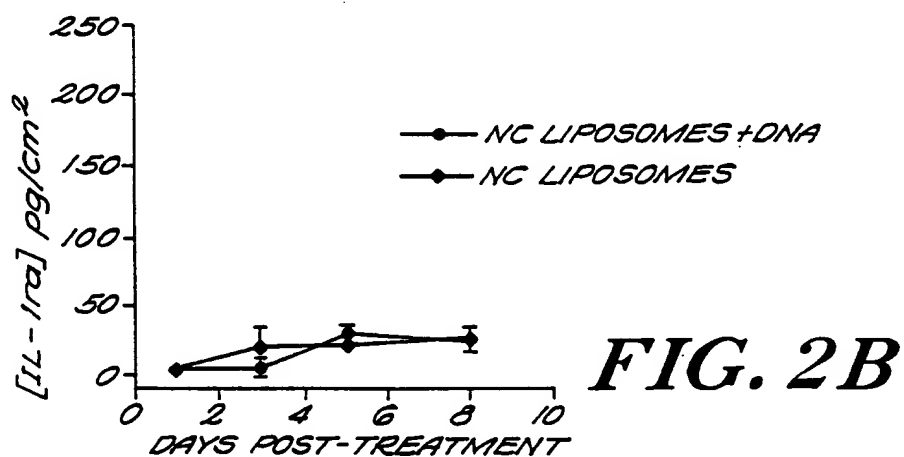 250
200
150
100
50
0
[IL-1ra] pg/cm²
NC LIPOSOMES+DNA
NC LIPOSOMES
0 2 4 6 8 10
DAYS POST-TREATMENT
FIG. 2B